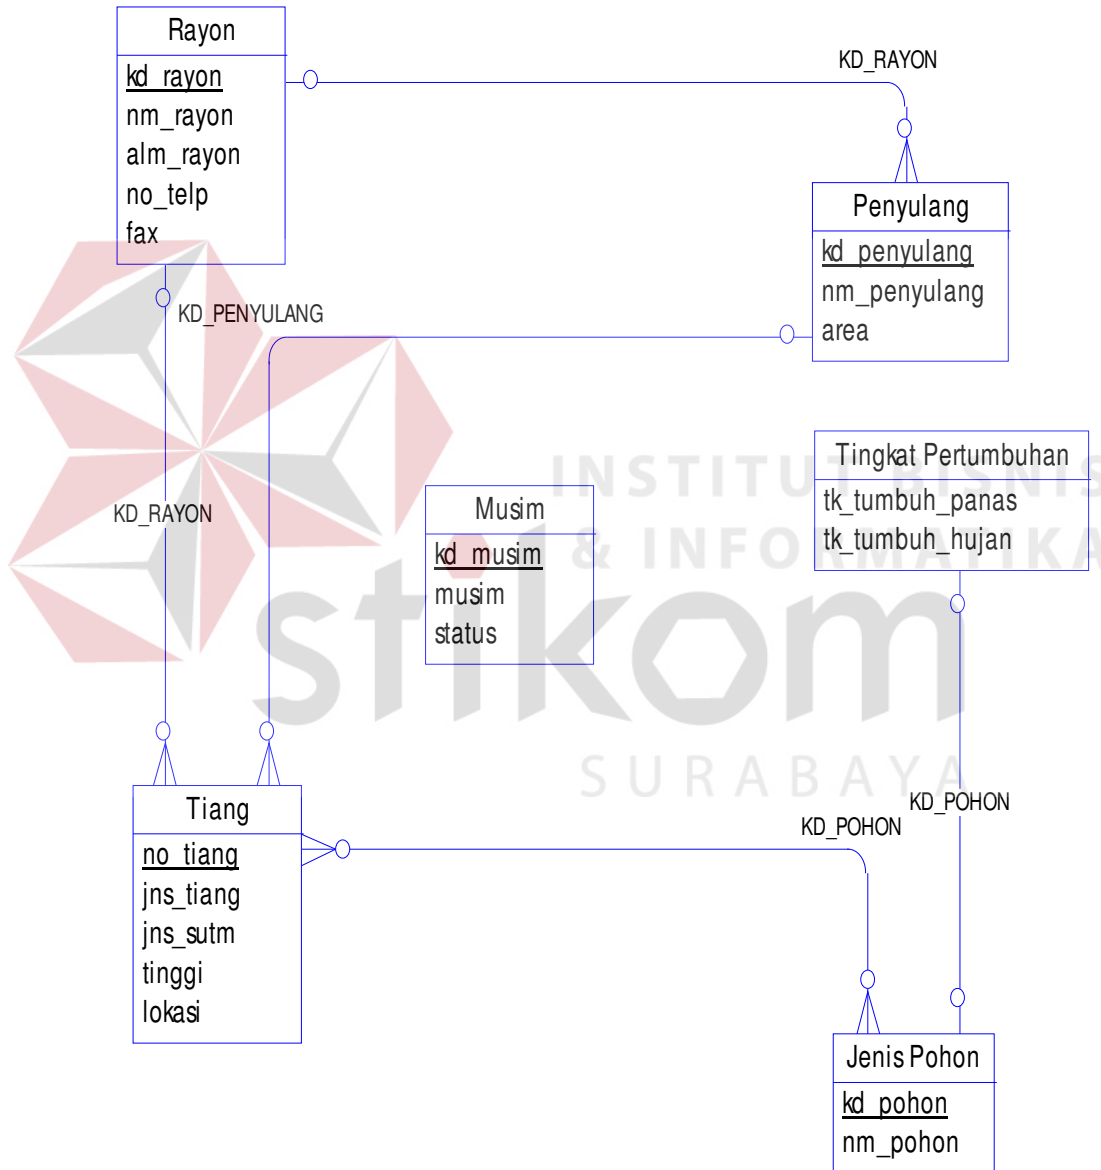 Rayon
kd_rayon
nm_rayon
alm_rayon
no_telp
fax
KD_RAYON
Penyulang
kd_penyulang
nm_penyulang
area
KD_PENYULANG
Tingkat Pertumbuhan
tk_tumbuh_panas
tk_tumbuh_hujan
INSTITUT BISNIS
& INFORMATIKA
stikom
SURABAYA
KD_RAYON
Musim
kd_musim
musim
status
Tiang
no_tiang
jns_tiang
jns_sutm
tinggi
lokasi
KD_POHON
KD_POHON
Jenis Pohon
kd_pohon
nm_pohon